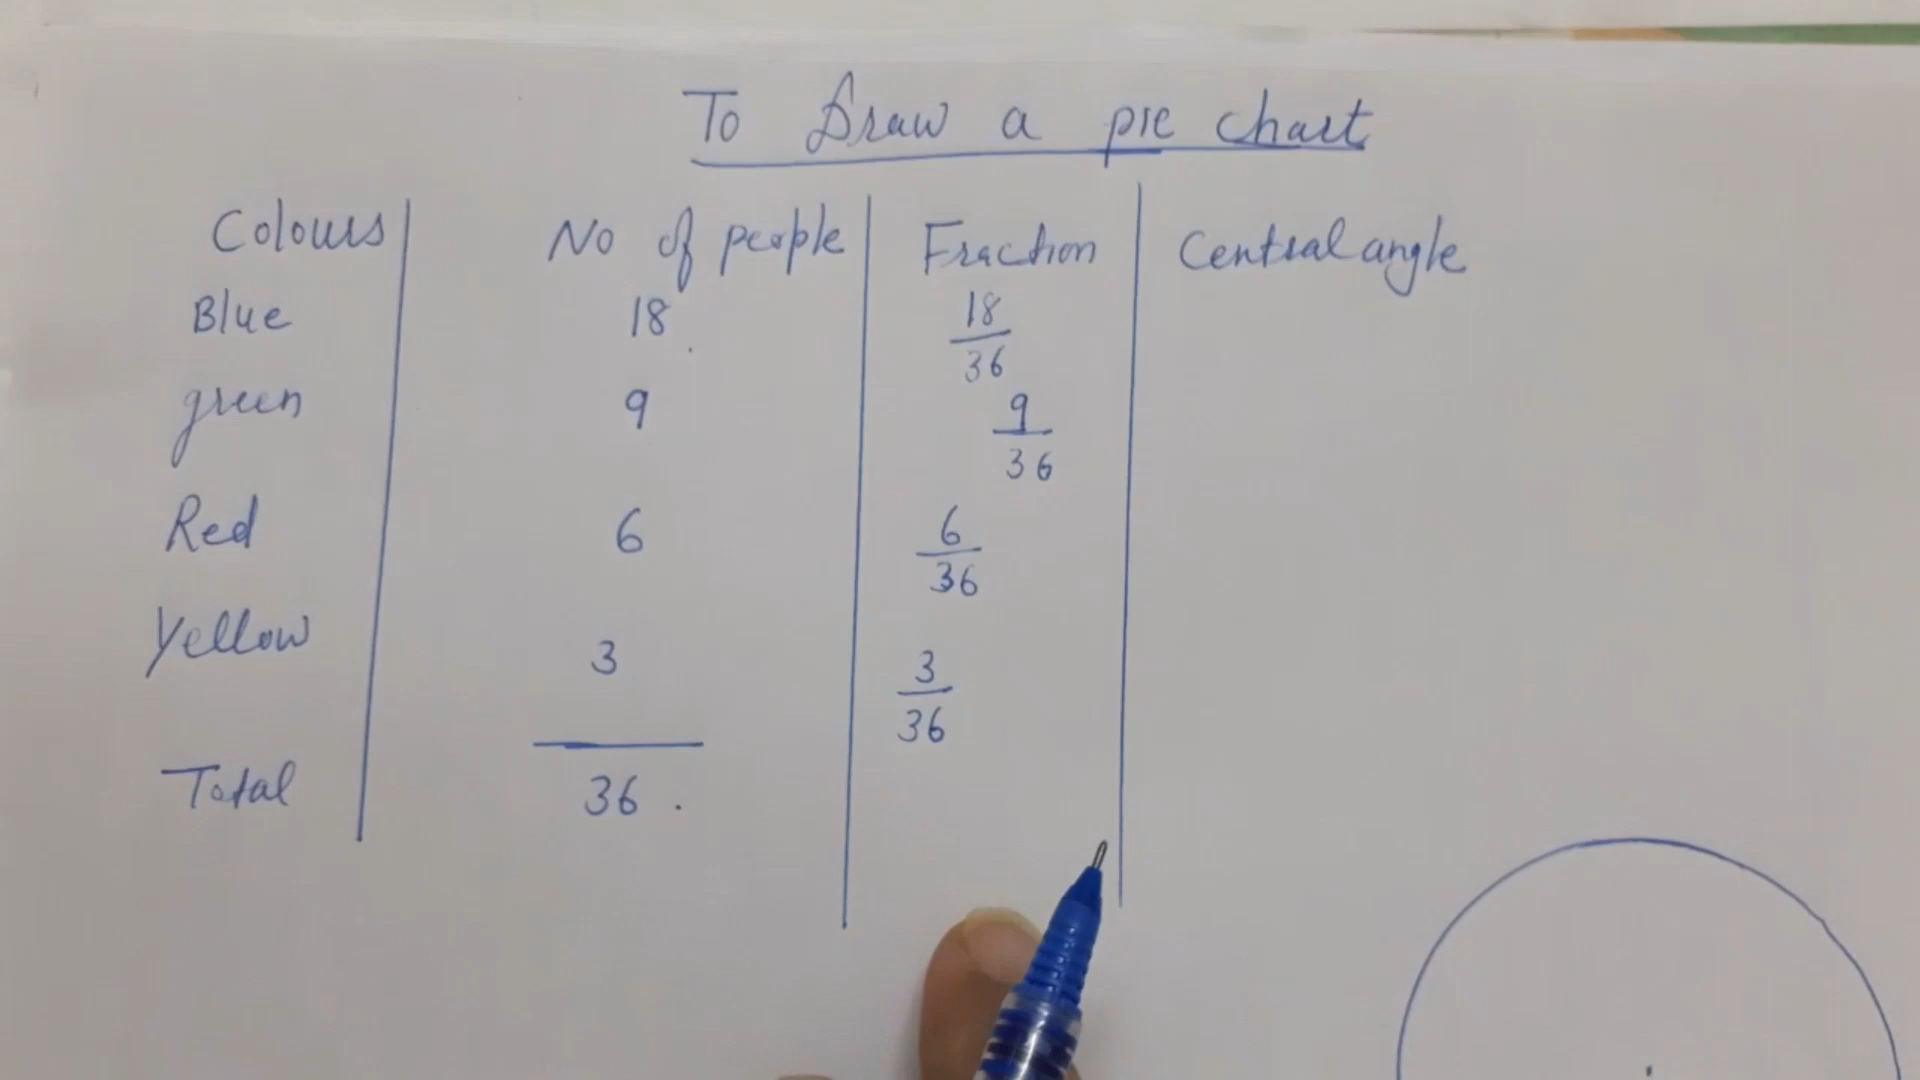 To Draw a pie chart
Colours No of people Fraction Central angle
Blue 18 18/36
green 9 9/36
Red 6 6/36
Yellow 3 3/36
Total 36.